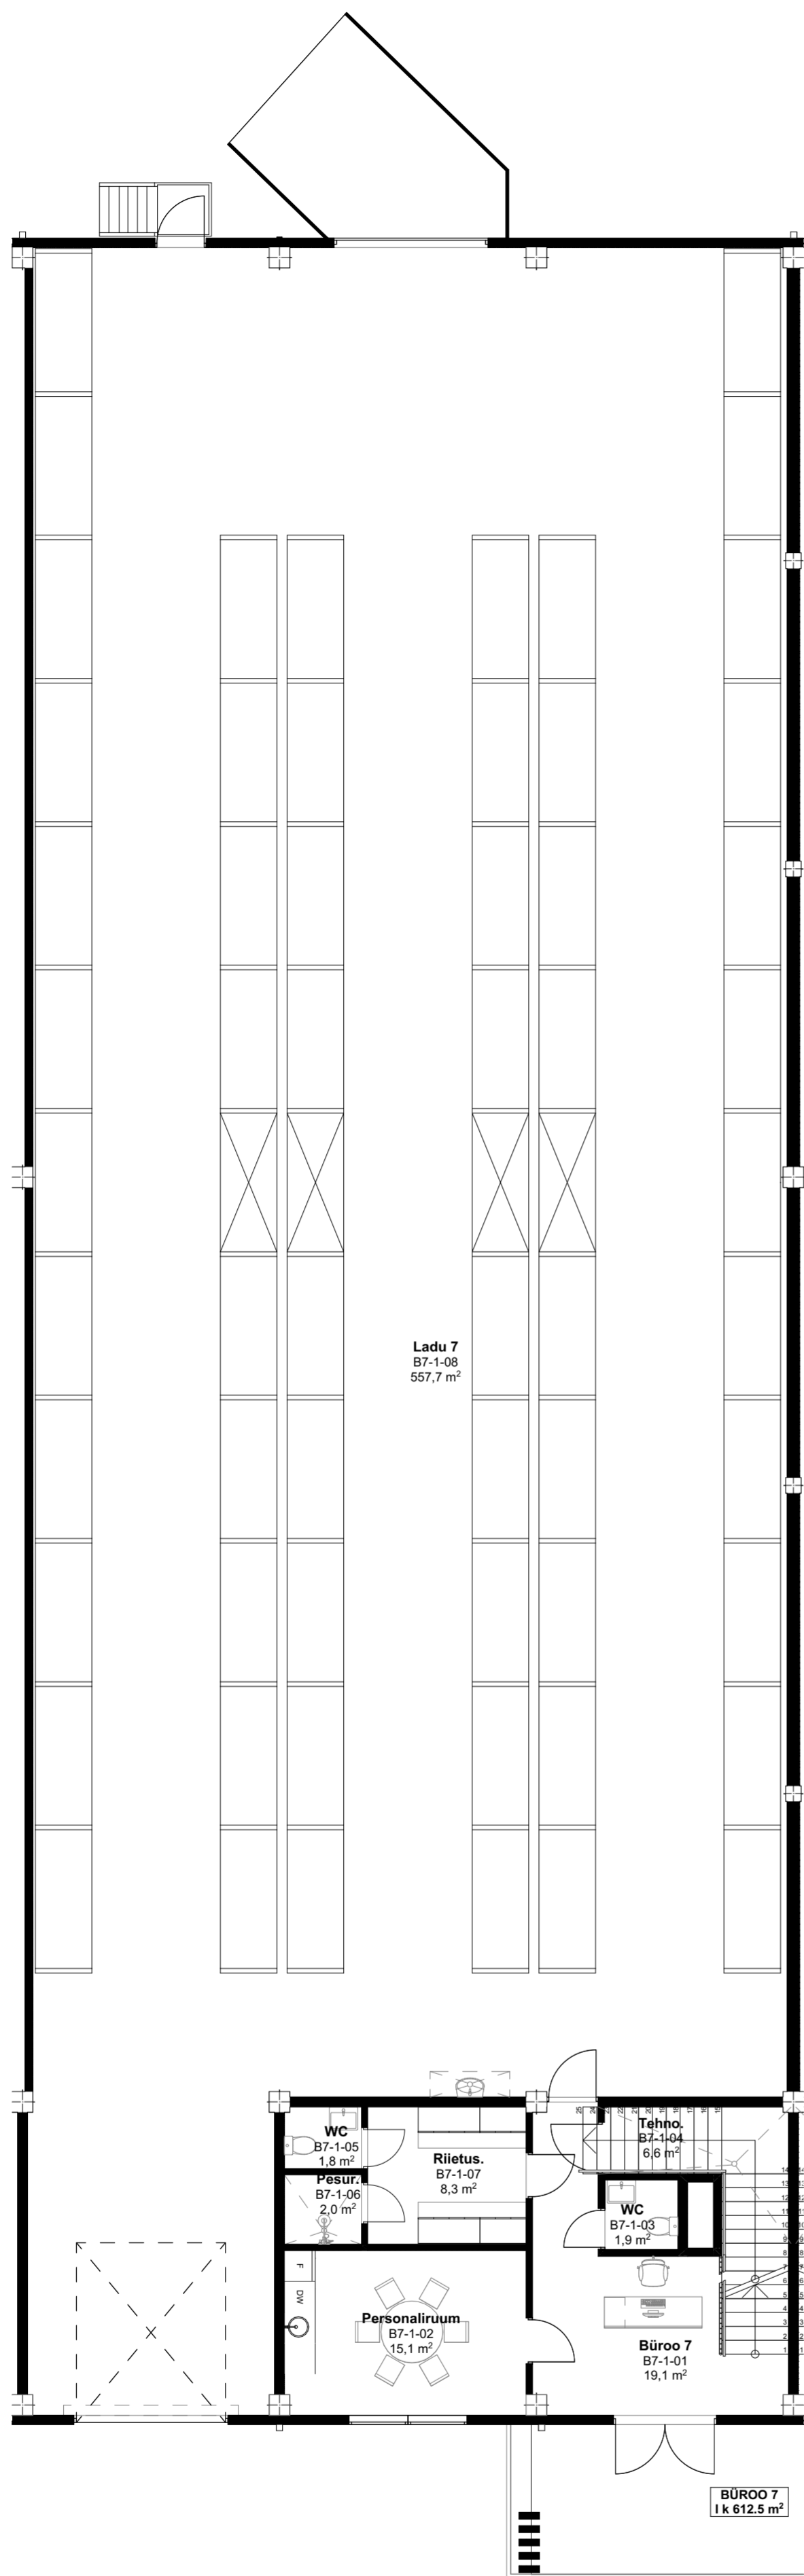 Ladu 7
B7-1-08
557,7 m²
WC
B7-1-05
1,8 m²
Pesur.
B7-1-06
2,0 m²
Riietus.
B7-1-07
8,3 m²
Tehno.
B7-1-04
6,6 m²
WC
B7-1-03
1,9 m²
F
DW
Personaliruum
B7-1-02
15,1 m²
Büroo 7
B7-1-01
19,1 m²
BÜROO 7
I k 612.5 m²